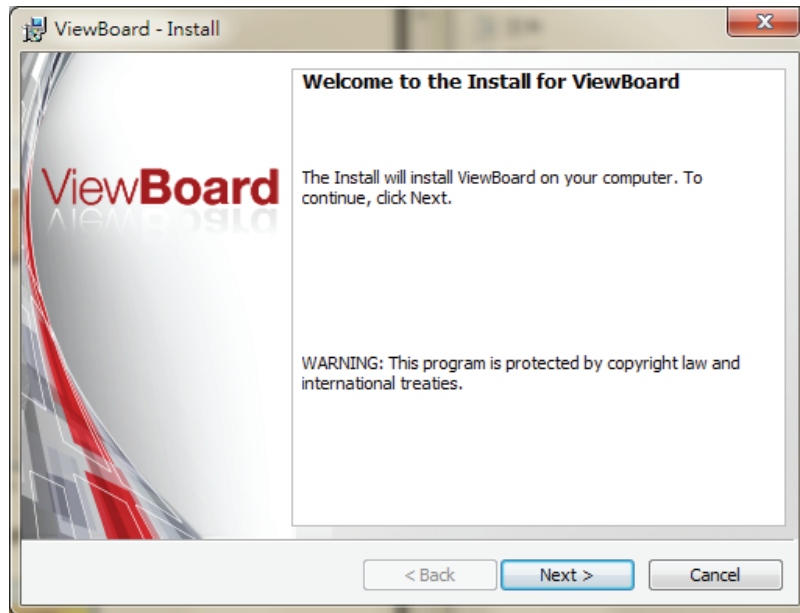 ViewBoard - Install
Welcome to the Install for ViewBoard
ViewBoard
The Install will install ViewBoard on your computer. To
continue, click Next.
WARNING: This program is protected by copyright law and
international treaties.
< Back
Next >
Cancel